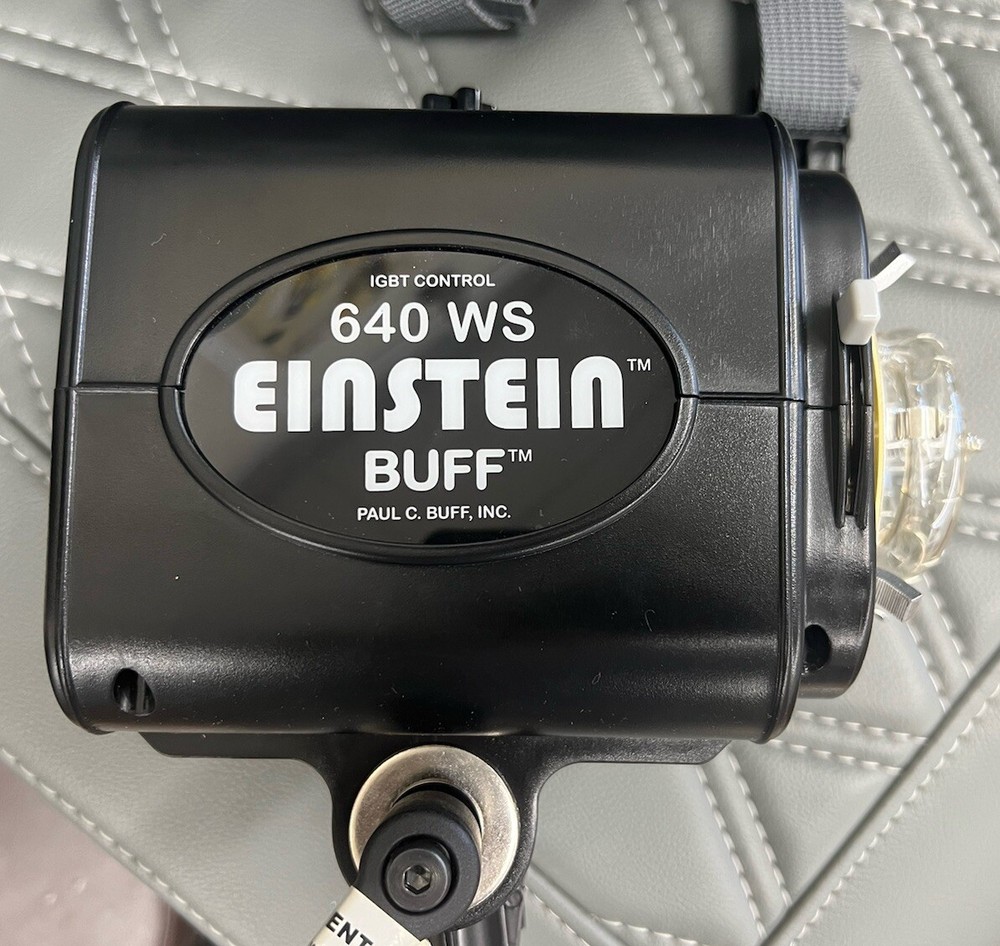 IGBT CONTROL
640 WS
EINSTEIN™
BUFF™
PAUL C. BUFF, INC.